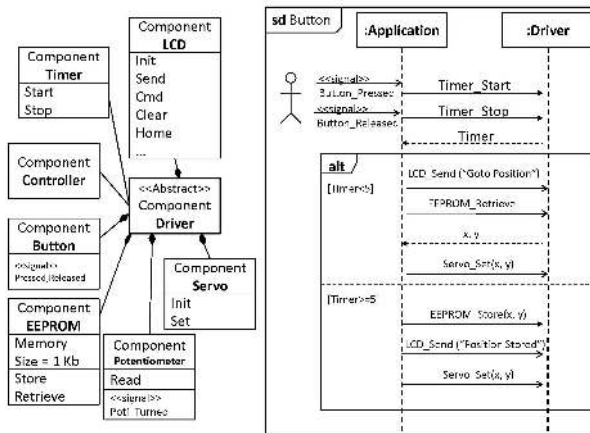 Component
LCD
Init
Send
Cmd
Clear
Home
...
Component
Timer
Start
Stop
Component
Controller
<<Abstract>>
Component
Driver
Component
Button
<<signal>>
Pressed,Released
Component
Servo
Init
Set
Component
EEPROM
Memory
Size = 1 Kb
Store
Retrieve
Component
Potentiometer
Read
<<signal>>
Pot1_Turned
sd Button
:Application
:Driver
<<signal>>
Button_Pressed
Timer_Start
<<signal>>
Button_Released
Timer_Stop
Timer
alt
[Timer<5]
LCD_Send ("Goto Position")
EEPROM_Retrieve
x, y
Servo_Set(x, y)
[Timer>=5
EEPROM_Store(x, y)
LCD_Send ("Position Stored")
Servo_Set(x, y)